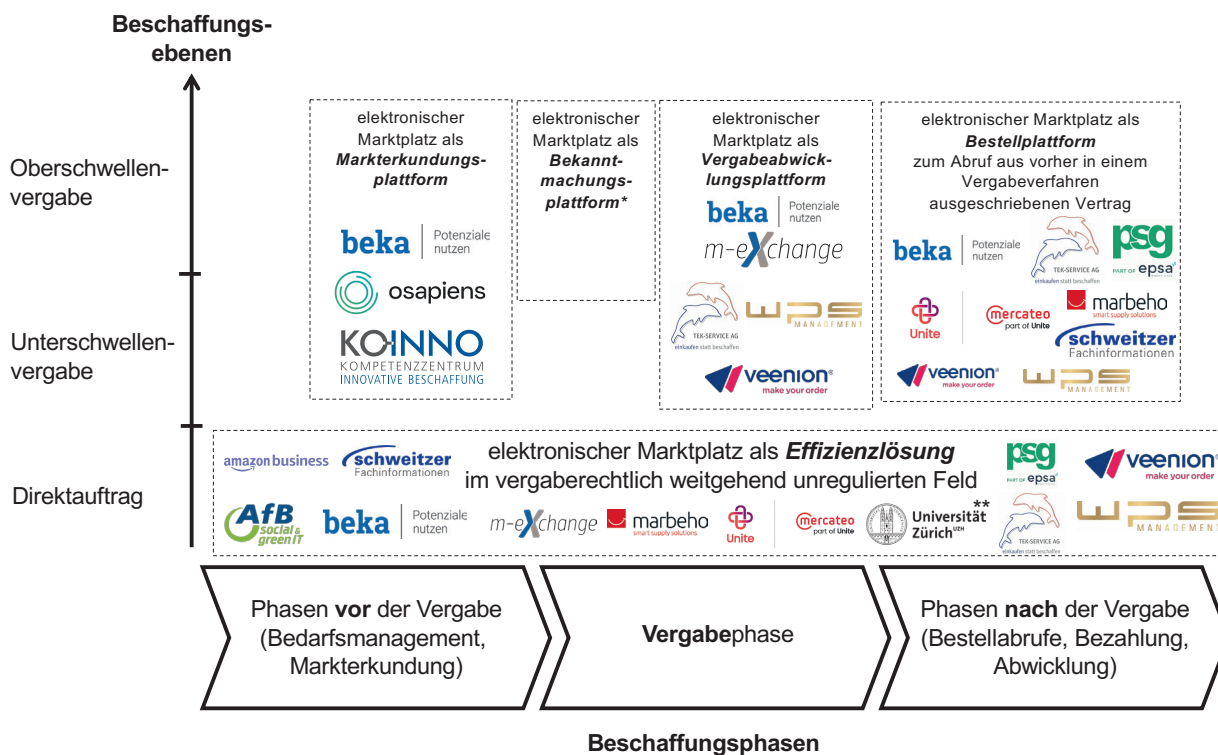 Beschaffungs-
ebenen
Oberschwellen-
vergabe
Unterschwellen-
vergabe
Direktauftrag
elektronischer
Marktplatz als
Markterkundungs-
plattform
beka Potenziale
nutzen
osapiens
KOINNO
KOMPETENZZENTRUM
INNOVATIVE BESCHAFFUNG
elektronischer
Marktplatz als
Bekannt-
machungs-
plattform*
elektronischer
Marktplatz als
Vergabeabwick-
lungsplattform
beka Potenziale
nutzen
m-eXchange
TEK-SERVICE AG
einkaufen statt beschaffen
wps
MANAGEMENT
veenion®
make your order
elektronischer Marktplatz als
Bestellplattform
zum Abruf aus vorher in einem
Vergabeverfahren
ausgeschriebenen Vertrag
beka Potenziale
nutzen
TEK-SERVICE AG
einkaufen statt beschaffen
psg
PART OF epsa
Unite
mercateo
part of Unite
marbeho
smart supply solutions
schweitzer
Fachinformationen
veenion®
make your order
wps
MANAGEMENT
elektronischer Marktplatz als Effizienzlösung
im vergaberechtlich weitgehend unregulierten Feld
amazon business
schweitzer
Fachinformationen
psg
PART OF epsa
veenion®
make your order
AfB
social &
green IT
beka Potenziale
nutzen
m-eXchange
marbeho
smart supply solutions
Unite
mercateo
part of Unite
Universität
Zürich UZH
**
TEK-SERVICE AG
einkaufen statt beschaffen
wps
MANAGEMENT
Phasen vor der Vergabe
(Bedarfsmanagement,
Markterkundung)
Vergabephase
Phasen nach der Vergabe
(Bestellabrufe, Bezahlung,
Abwicklung)
Beschaffungsphasen